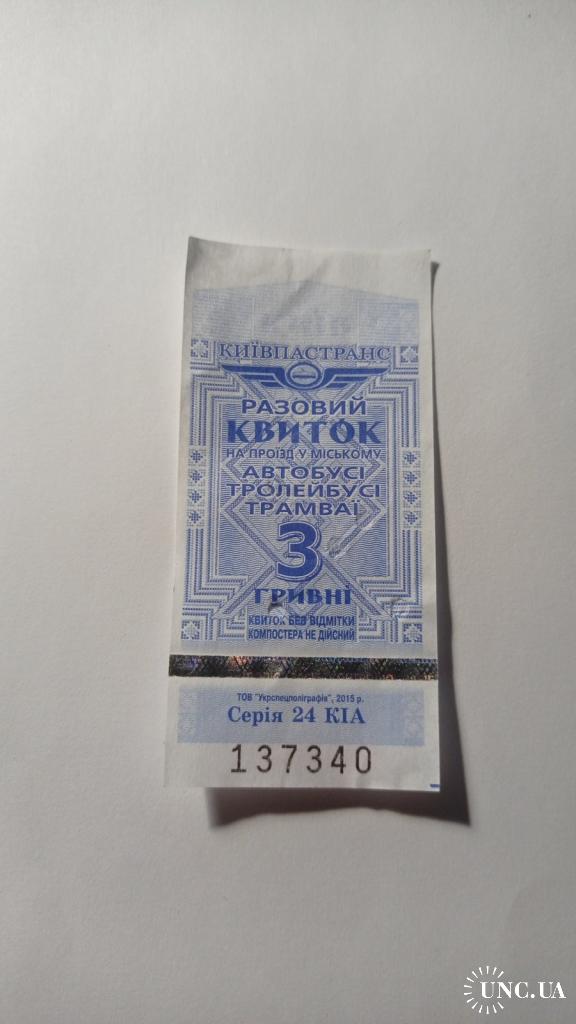 КИЇВПАСТРАНС
РАЗОВИЙ
КВИТОК
НА ПРОЇЗД У МІСЬКОМУ
АВТОБУСІ
ТРОЛЕЙБУСІ
ТРАМВАЇ
3
ГРИВНІ
КВИТОК БЕЗ ВІДМІТКИ
КОМПОСТЕРА НЕ ДІЙСНИЙ
ТОВ "Укрспецполіграфія", 2015 р.
Серія 24 КІА
137340
UNC.UA